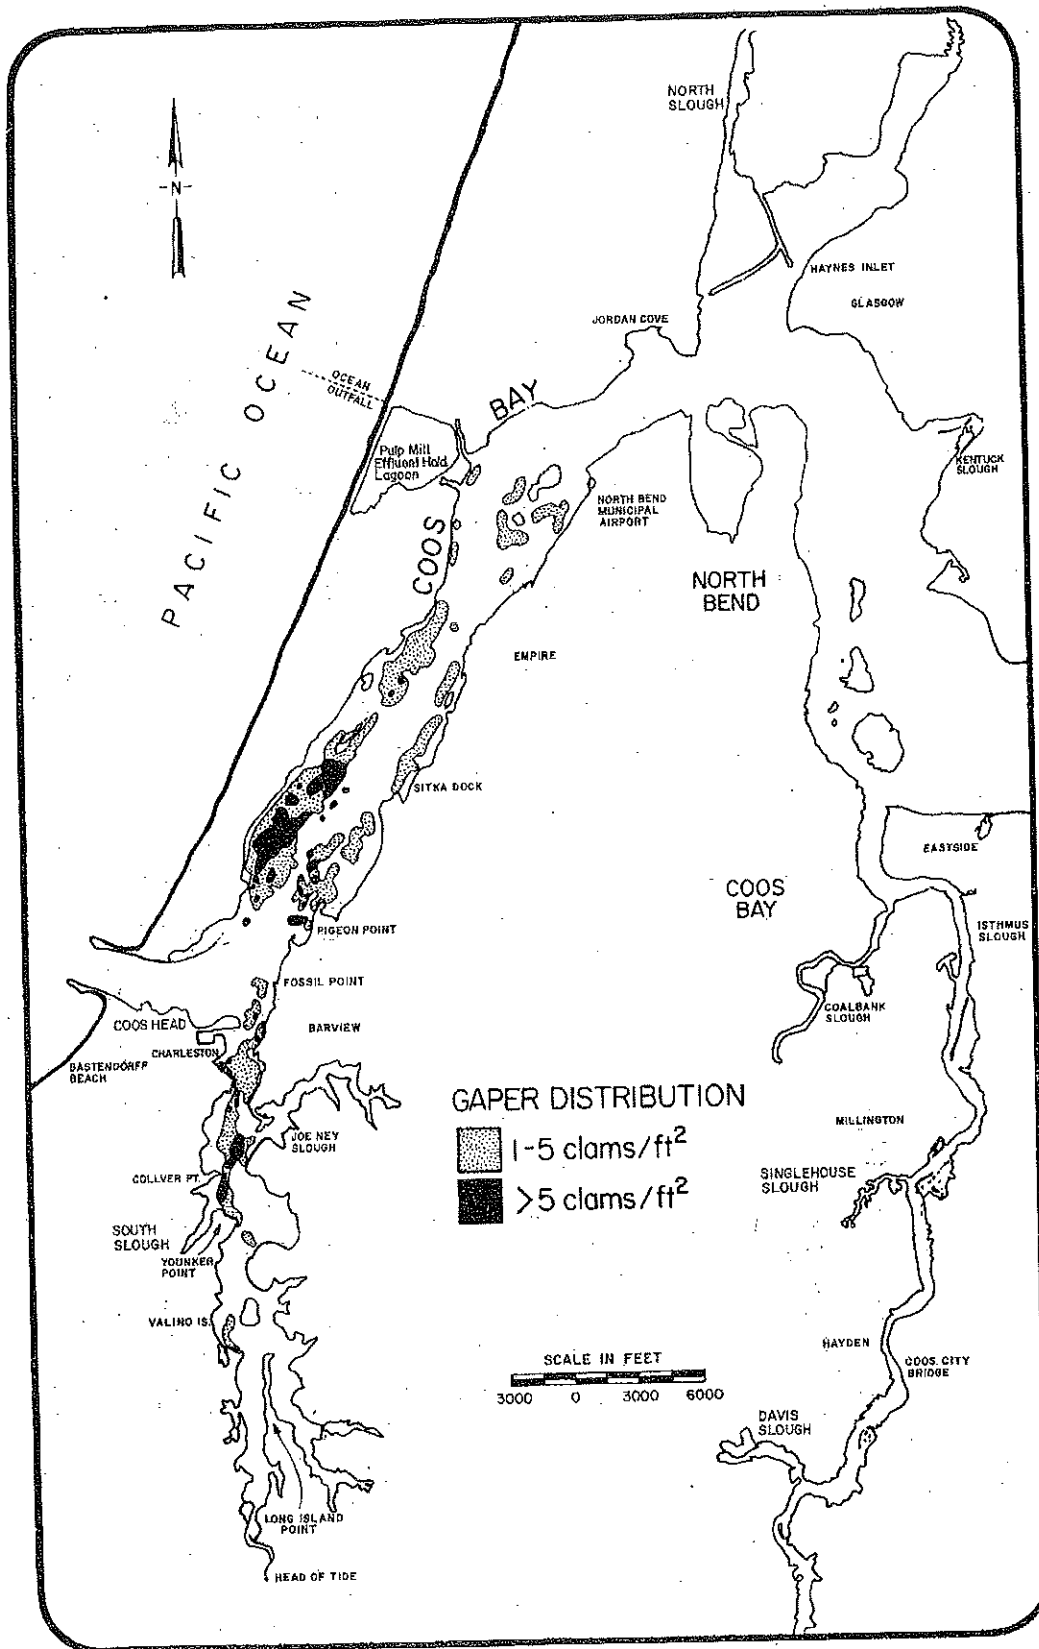 NORTH
SLOUGH
-N-
HAYNES INLET
GLASGOW
JORDAN COVE
PACIFIC OCEAN
OCEAN
OUTFALL
COOS BAY
Pulp Mill
Effluent Hold.
Lagoon
KENTUCK
SLOUGH
NORTH BEND
MUNICIPAL
AIRPORT
NORTH
BEND
EMPIRE
SITKA DOCK
EASTSIDE
COOS
BAY
ISTHMUS
SLOUGH
PIGEON POINT
FOSSIL POINT
COALBANK
SLOUGH
COOS HEAD
BARVIEW
CHARLESTON
BASTENDORFF
BEACH
GAPER DISTRIBUTION
1-5 clams/ft²
>5 clams/ft²
JOE NEY
SLOUGH
MILLINGTON
COLLVER PT.
SINGLEHOUSE
SLOUGH
SOUTH
SLOUGH
YOUNKER
POINT
VALINO IS.
HAYDEN
COOS CITY
BRIDGE
SCALE IN FEET
3000 0 3000 6000
DAVIS
SLOUGH
LONG ISLAND
POINT
HEAD OF TIDE